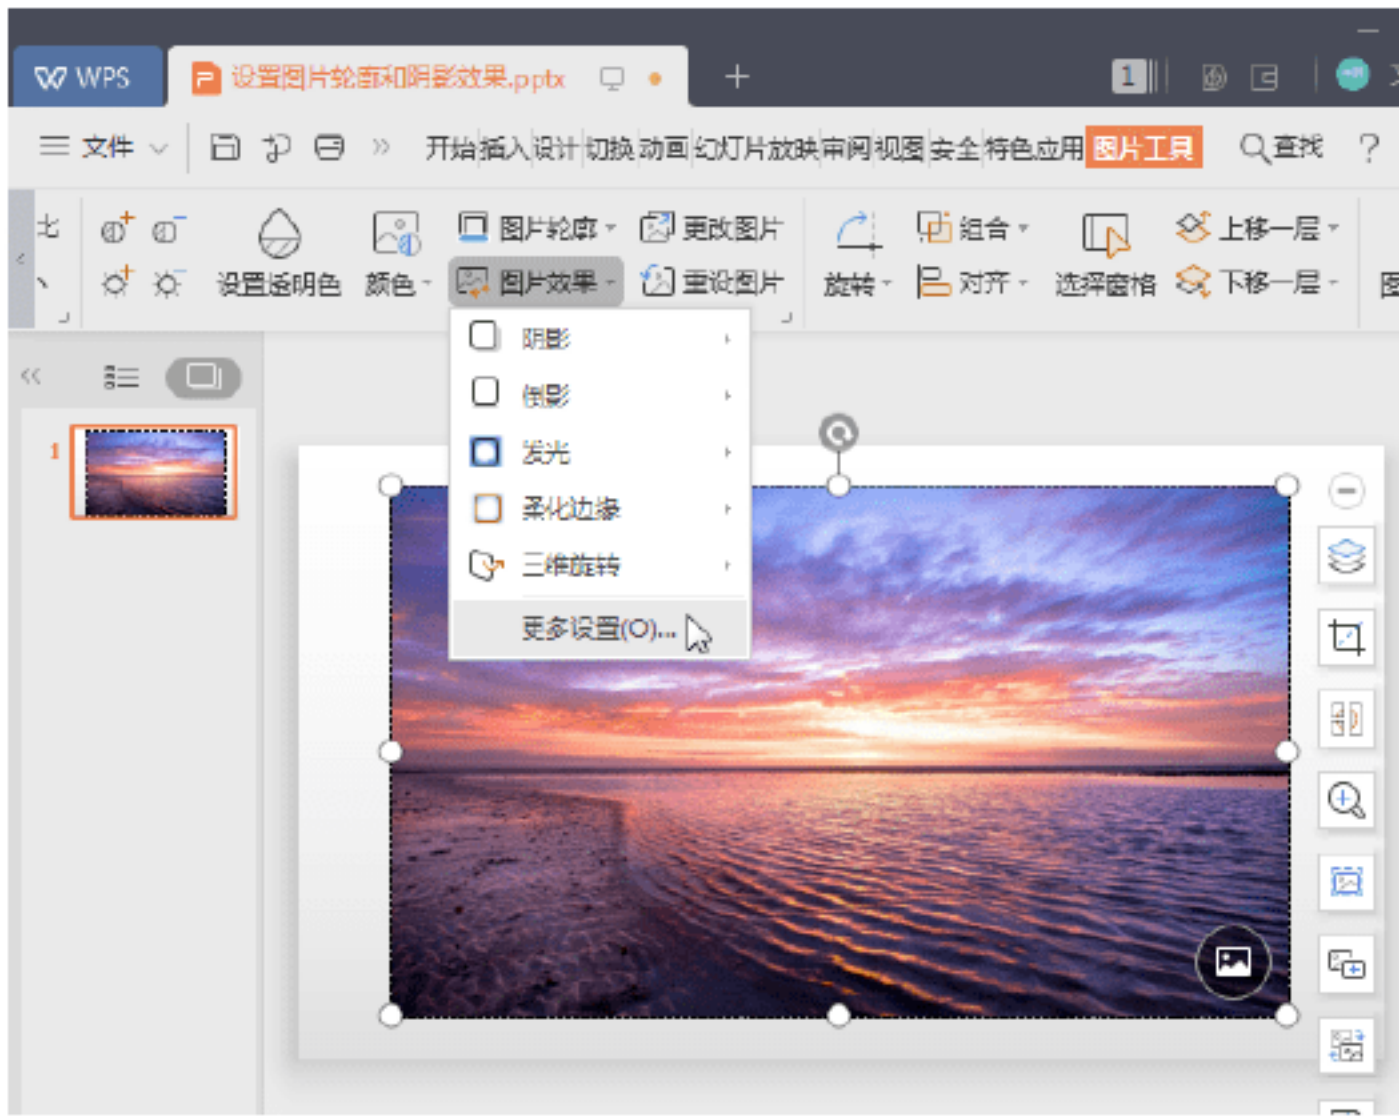 WPS 设置图片轮廓和阴影效果.pptx + 1
文件 » 开始 插入 设计 切换 动画 幻灯片放映 审阅 视图 安全 特色应用 图片工具 查找 ?
图片轮廓 更改图片 组合 上移一层
设置透明色 颜色 图片效果 重设图片 旋转 对齐 选择窗格 下移一层
阴影
倒影
发光
柔化边缘
三维旋转
更多设置(O)...
1